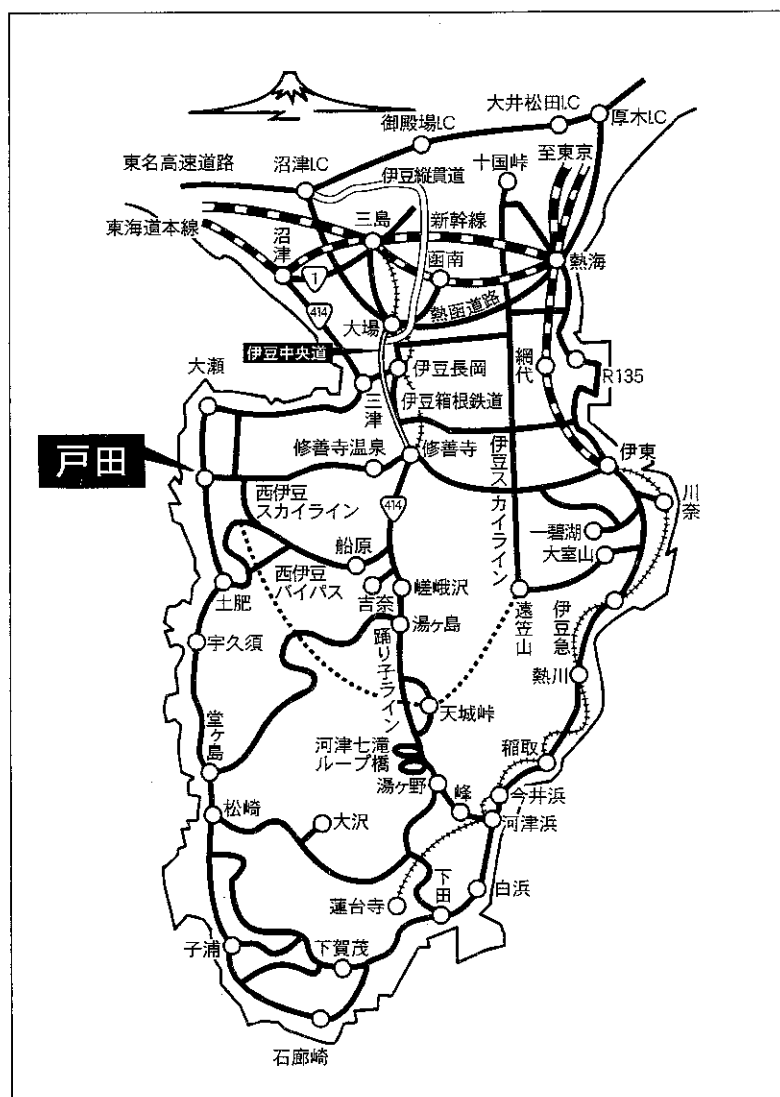 大井松田I.C
厚木I.C
御殿場I.C
至東京
東名高速道路
沼津I.C
十国峠
伊豆縦貫道
三島
新幹線
東海道本線
沼津
函南
熱海
1
414
熱函道路
大場
伊豆中央道
大瀬
伊豆長岡
網代
R135
三津
伊豆箱根鉄道
戸田
修善寺温泉
修善寺
伊東
伊豆スカイライン
川奈
西伊豆
スカイライン
414
一碧湖
船原
大室山
西伊豆
バイパス
土肥
吉奈
嵯峨沢
遠笠山
伊豆急
湯ヶ島
宇久須
踊り子ライン
熱川
天城峠
堂ヶ島
河津七滝
ループ橋
稲取
湯ヶ野
峰
今井浜
松崎
大沢
河津浜
下田
白浜
蓮台寺
子浦
下賀茂
石廊崎